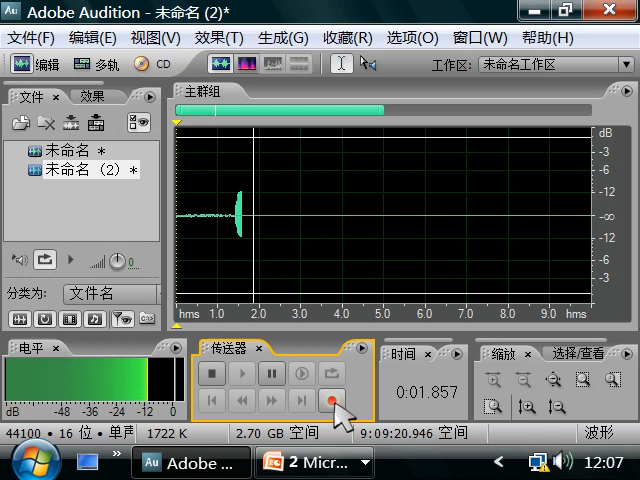 Au Adobe Audition - 未命名 (2)*
文件(F) 编辑(E) 视图(V) 效果(T) 生成(G) 收藏(R) 选项(O) 窗口(W) 帮助(H)
编辑 多轨 CD 工作区: 未命名工作区
文件 × 效果 主群组
未命名 *
未命名 (2) *
dB
-3
-6
-12
-∞
-12
-6
-3
hms 1.0 2.0 3.0 4.0 5.0 6.0 7.0 8.0 9.0 hms
0
分类为: 文件名
电平 × 传送器 × 时间 × 缩放 × 选择/查看
0:01.857
dB -48 -36 -24 -12 0
44100 • 16 位 • 单声 1722 K 2.70 GB 空间 9:09:20.946 空间 波形
Au Adobe ... 2 Micr... 12:07